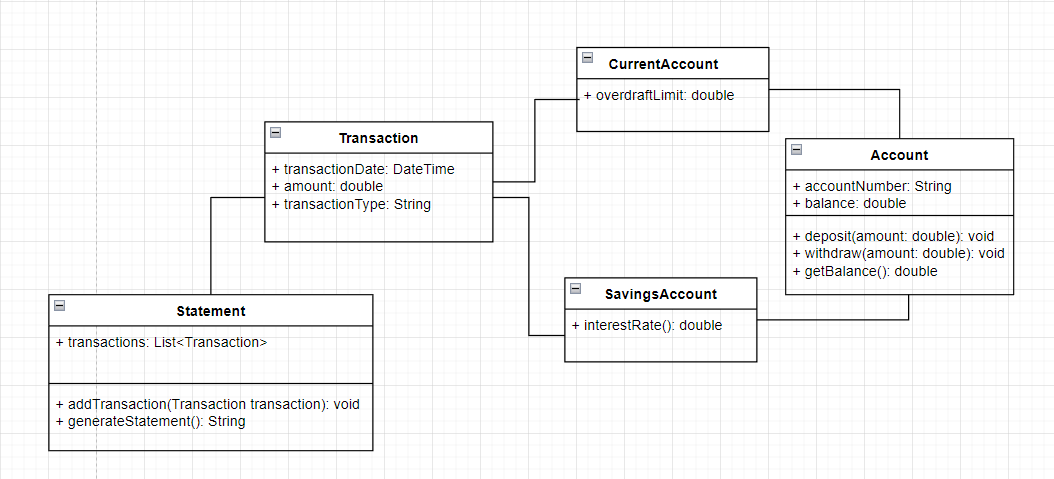 CurrentAccount
+ overdraftLimit: double
Transaction
+ transactionDate: DateTime
+ amount: double
+ transactionType: String
Account
+ accountNumber: String
+ balance: double
+ deposit(amount: double): void
+ withdraw(amount: double): void
+ getBalance(): double
SavingsAccount
+ interestRate(): double
Statement
+ transactions: List<Transaction>
+ addTransaction(Transaction transaction): void
+ generateStatement(): String